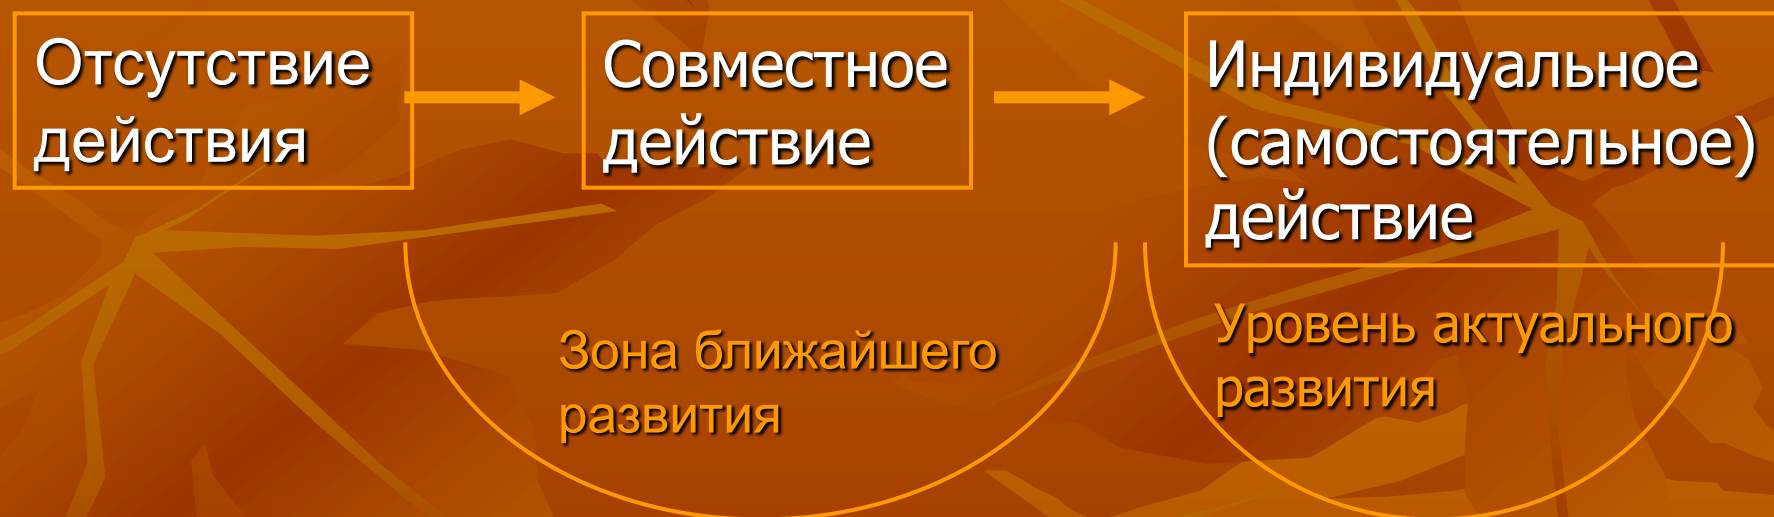 Отсутствие
действия
Совместное
действие
Индивидуальное
(самостоятельное)
действие
Зона ближайшего
развития
Уровень актуального
развития